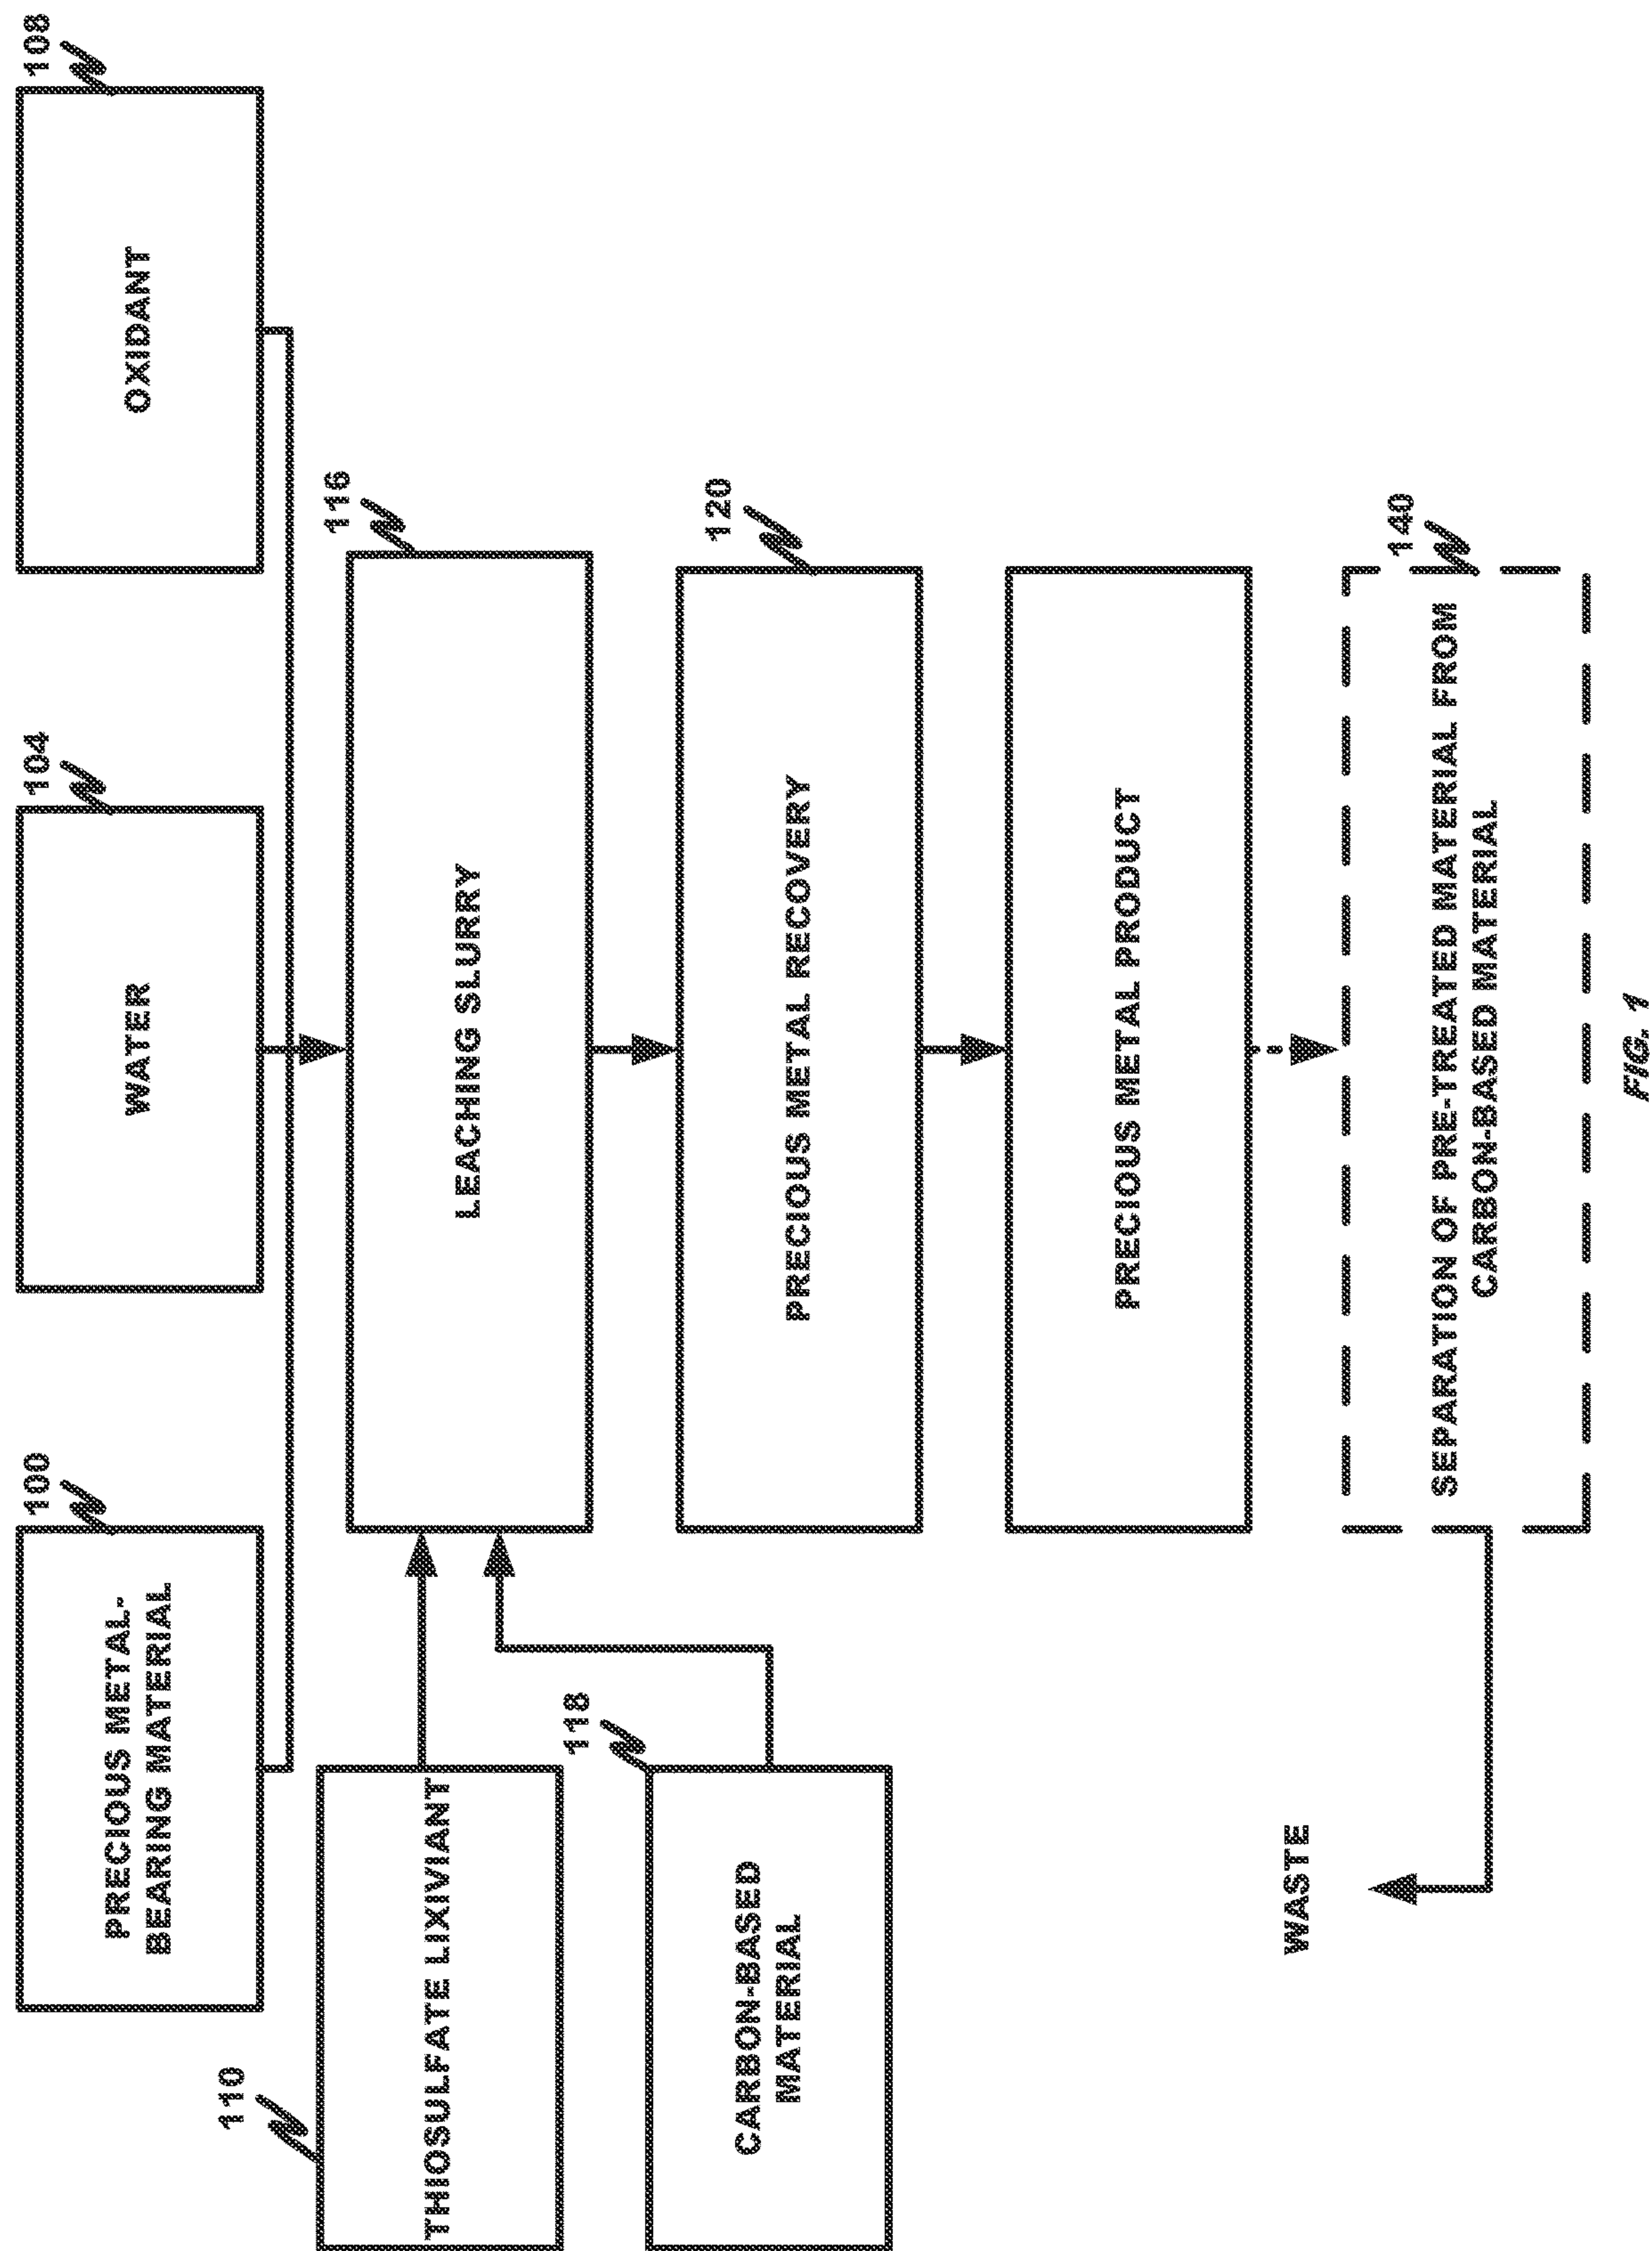 100
104
108
PRECIOUS METAL-
BEARING MATERIAL
WATER
OXIDANT
110
116
THIOSULFATE LIXIVIANT
LEACHING SLURRY
118
120
CARBON-BASED
MATERIAL
PRECIOUS METAL RECOVERY
PRECIOUS METAL PRODUCT
WASTE
140
SEPARATION OF PRE-TREATED MATERIAL FROM
CARBON-BASED MATERIAL
FIG. 1